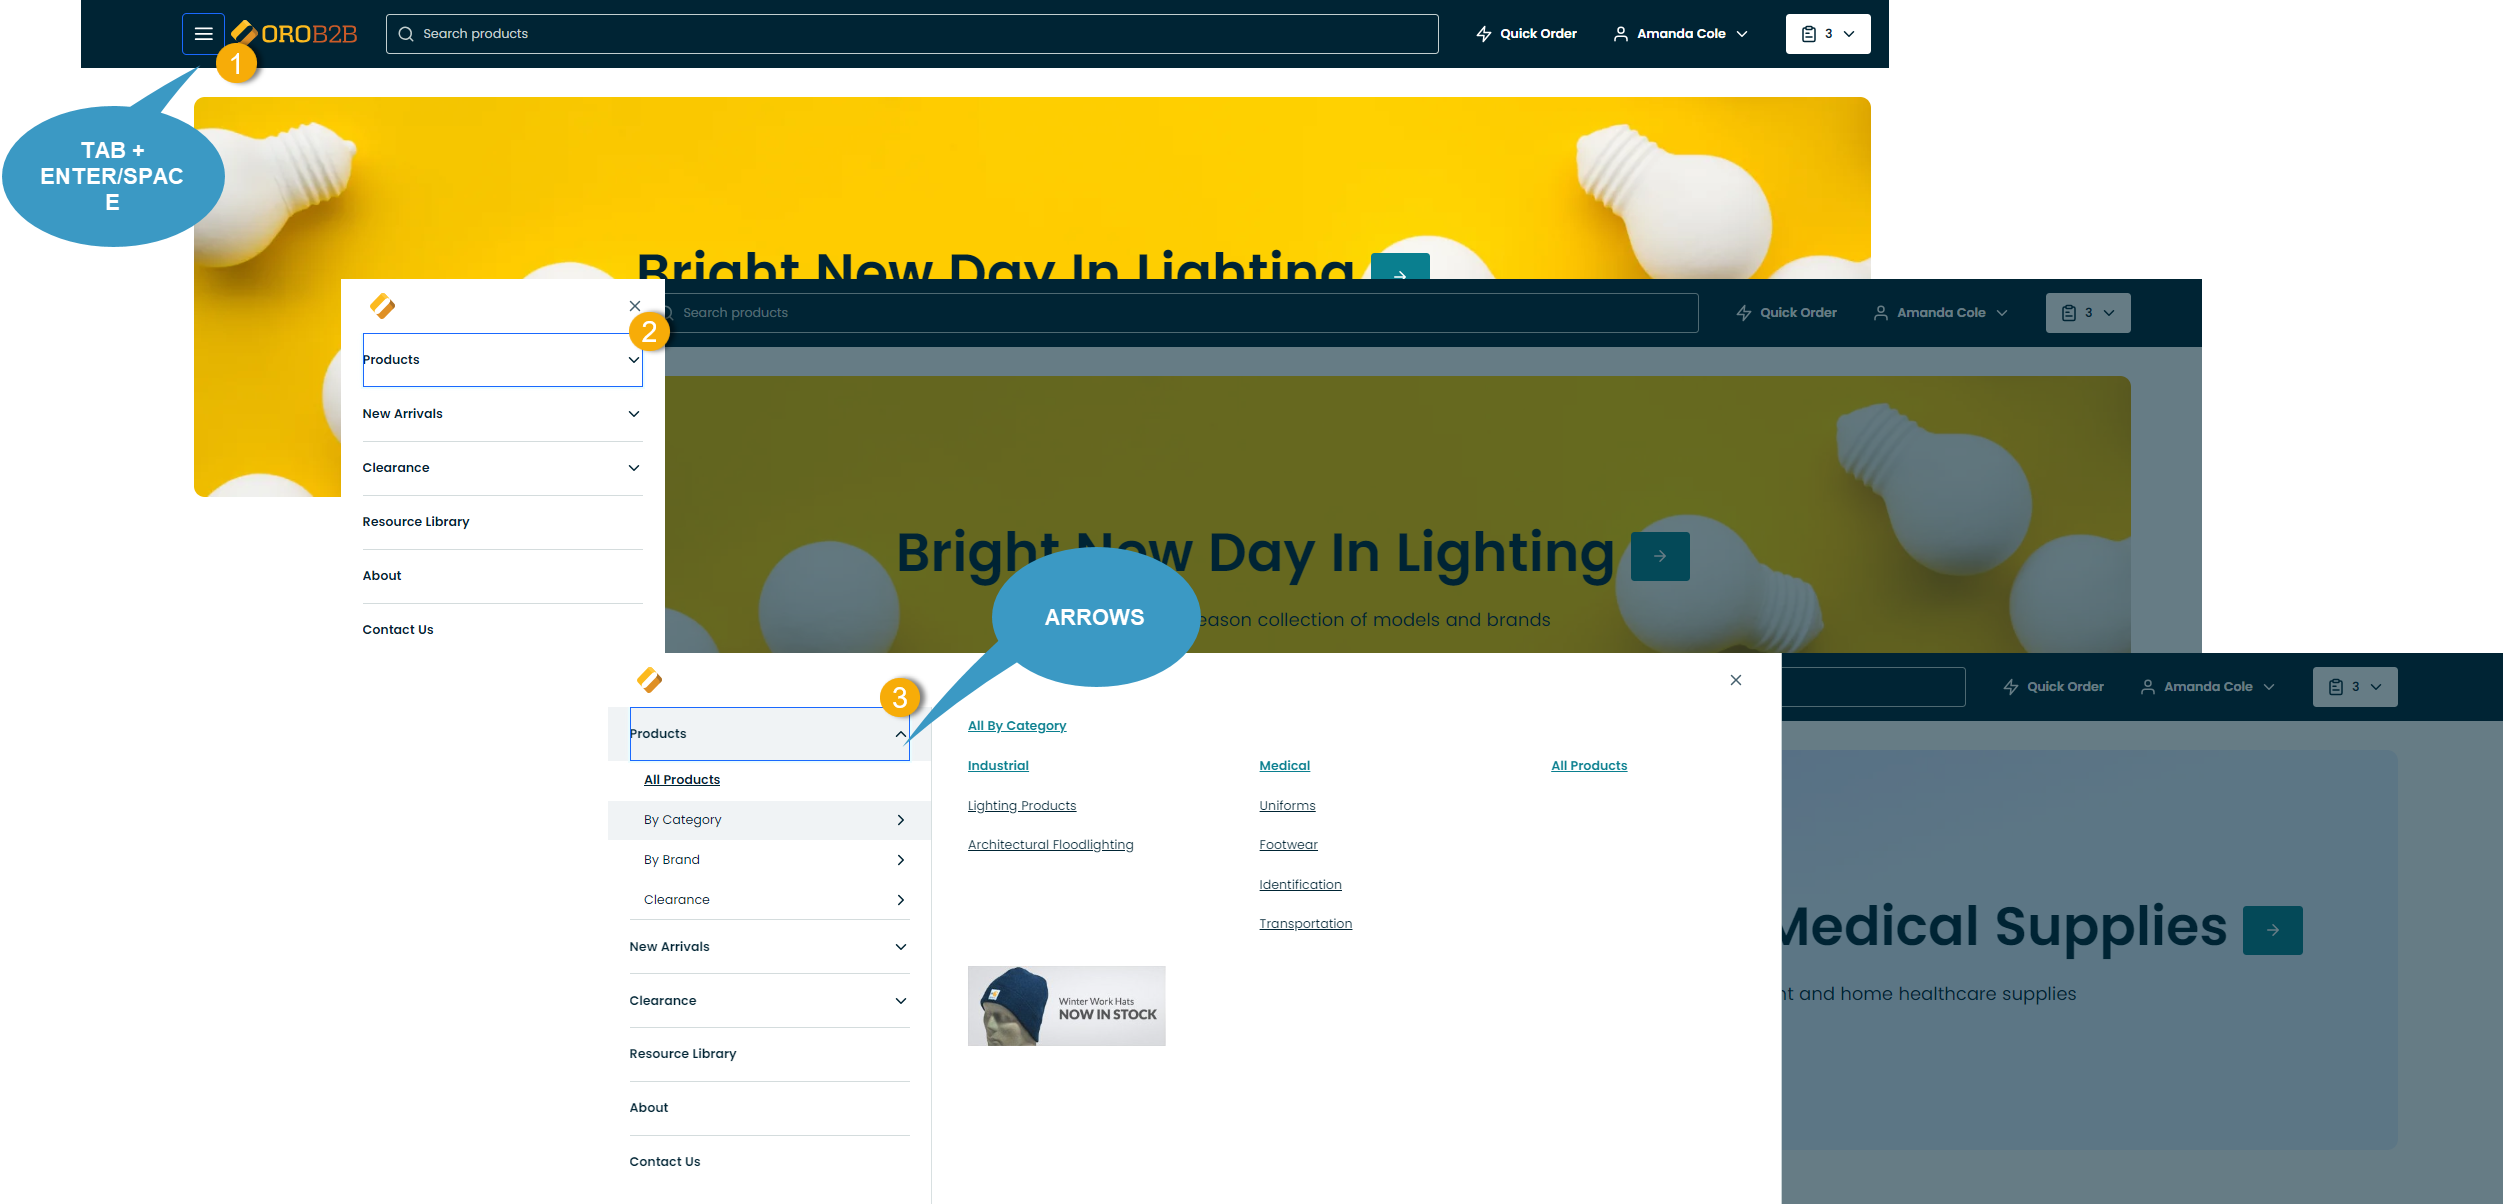 OROB2B
Search products
Quick Order
Amanda Cole
3
1
TAB +
ENTER/SPAC
E
Bright New Day In Lighting
2
Search products
Quick Order
Amanda Cole
3
Products
New Arrivals
Clearance
Resource Library
About
Contact Us
Bright New Day In Lighting
eason collection of models and brands
ARROWS
3
Quick Order
Amanda Cole
3
Products
All Products
By Category
By Brand
Clearance
New Arrivals
Clearance
Resource Library
About
Contact Us
All By Category
Industrial
Lighting Products
Architectural Floodlighting
Medical
Uniforms
Footwear
Identification
Transportation
All Products
Winter Work Hats
NOW IN STOCK
Medical Supplies
nt and home healthcare supplies